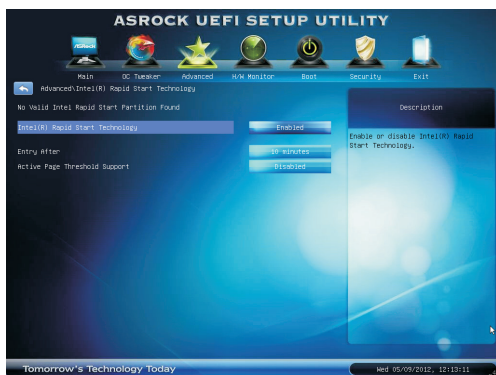 ASROCK UEFI SETUP UTILITY
ASRock
Main OC Tweaker Advanced H/W Monitor Boot Security Exit
Advanced\Intel(R) Rapid Start Technology
No Valid Intel Rapid Start Partition Found
Intel(R) Rapid Start Technology Enabled
Entry After 10 minutes
Active Page Threshold Support Disabled
Description
Enable or disable Intel(R) Rapid
Start Technology.
Tomorrow's Technology Today
Wed 05/09/2012, 12:13:11